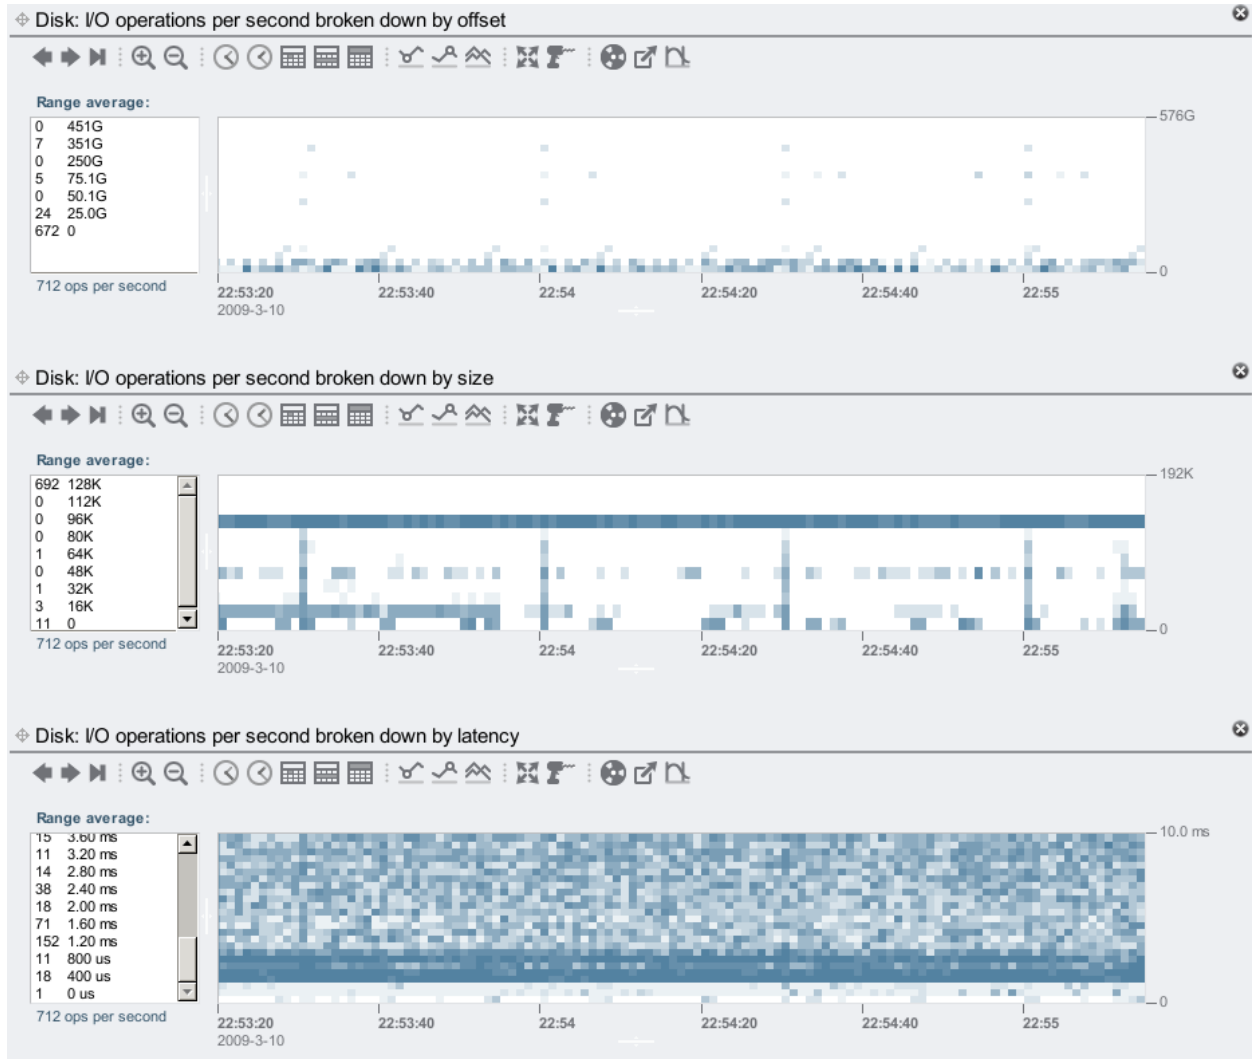 Disk: I/O operations per second broken down by offset
Range average:
0 451G
7 351G
0 250G
5 75.1G
0 50.1G
24 25.0G
672 0
712 ops per second
576G
0
22:53:20 22:53:40 22:54 22:54:20 22:54:40 22:55
2009-3-10
Disk: I/O operations per second broken down by size
Range average:
692 128K
0 112K
0 96K
0 80K
1 64K
0 48K
1 32K
3 16K
11 0
712 ops per second
192K
0
22:53:20 22:53:40 22:54 22:54:20 22:54:40 22:55
2009-3-10
Disk: I/O operations per second broken down by latency
Range average:
15 3.60 ms
11 3.20 ms
14 2.80 ms
38 2.40 ms
18 2.00 ms
71 1.60 ms
152 1.20 ms
11 800 us
18 400 us
1 0 us
712 ops per second
10.0 ms
0
22:53:20 22:53:40 22:54 22:54:20 22:54:40 22:55
2009-3-10